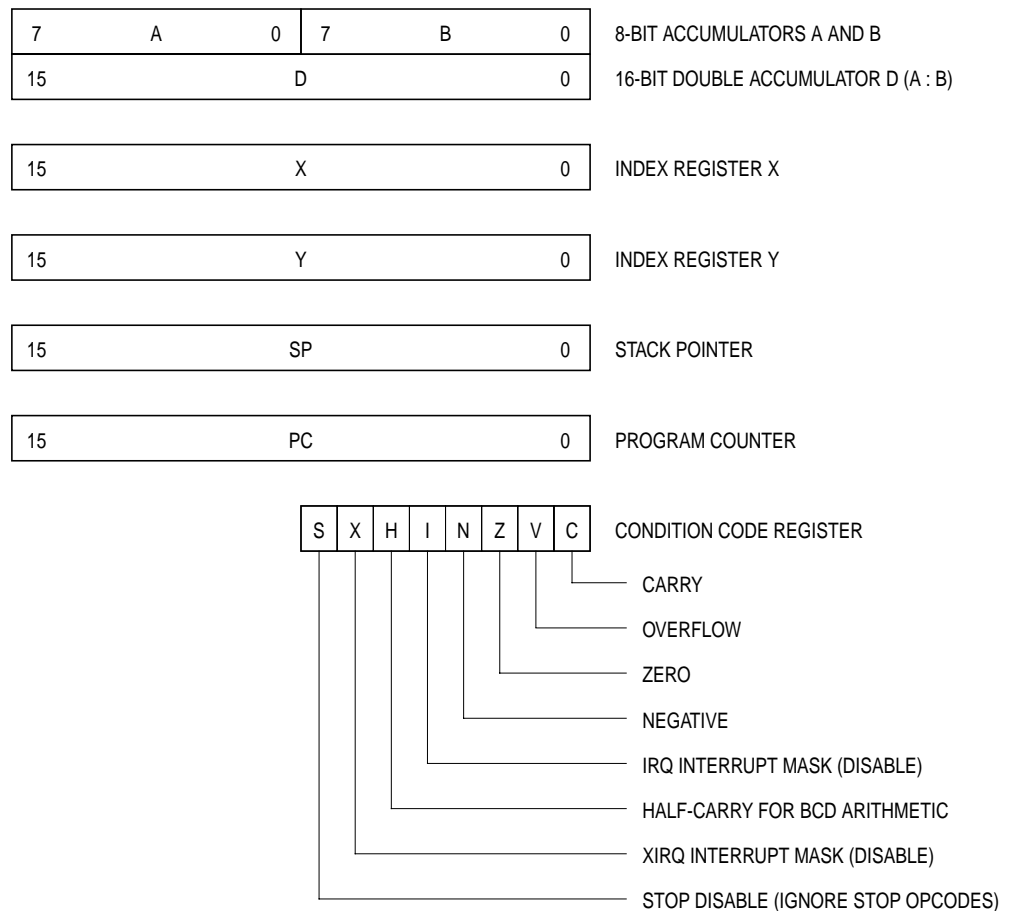 7 A 0 7 B 0 8-BIT ACCUMULATORS A AND B
15 D 0 16-BIT DOUBLE ACCUMULATOR D (A : B)
15 X 0 INDEX REGISTER X
15 Y 0 INDEX REGISTER Y
15 SP 0 STACK POINTER
15 PC 0 PROGRAM COUNTER
S X H I N Z V C CONDITION CODE REGISTER
CARRY
OVERFLOW
ZERO
NEGATIVE
IRQ INTERRUPT MASK (DISABLE)
HALF-CARRY FOR BCD ARITHMETIC
XIRQ INTERRUPT MASK (DISABLE)
STOP DISABLE (IGNORE STOP OPCODES)